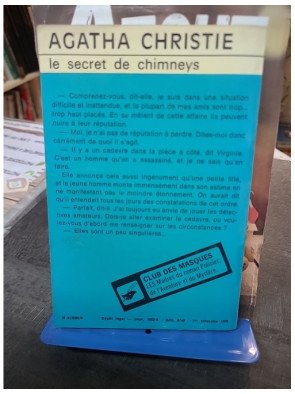 AGATHA CHRISTIE
le secret de chimneys
— Comprenez-vous, dit-elle, je suis dans une situation
difficile et inattendue, et la plupart de mes amis sont trop...
trop haut placés. En se mêlant de cette affaire ils peuvent
nuire à leur réputation.
— Moi, je n'ai pas de réputation à perdre. Dites-moi donc
carrément de quoi il s'agit.
— Il y a un cadavre dans la pièce à côté, dit Virginie.
C'est un homme qu'on a assassiné, et je ne sais qu'en
faire.
Elle annonça cela aussi ingénument qu'une petite fille,
et le jeune homme monta immensément dans son estime en
ne manifestant pas le moindre étonnement. On aurait dit
qu'il entendait tous les jours des constatations de cet ordre.
— Parfait, dit-il. J'ai toujours eu envie de jouer les détec-
tives amateurs. Dois-je aller examiner le cadavre, ou vou-
lez-vous d'abord me renseigner sur les circonstances ?
— Elles sont un peu singulières...
CLUB DES MASQUES
LES Maîtres du roman Policier,
de l'Aventure et du Mystère